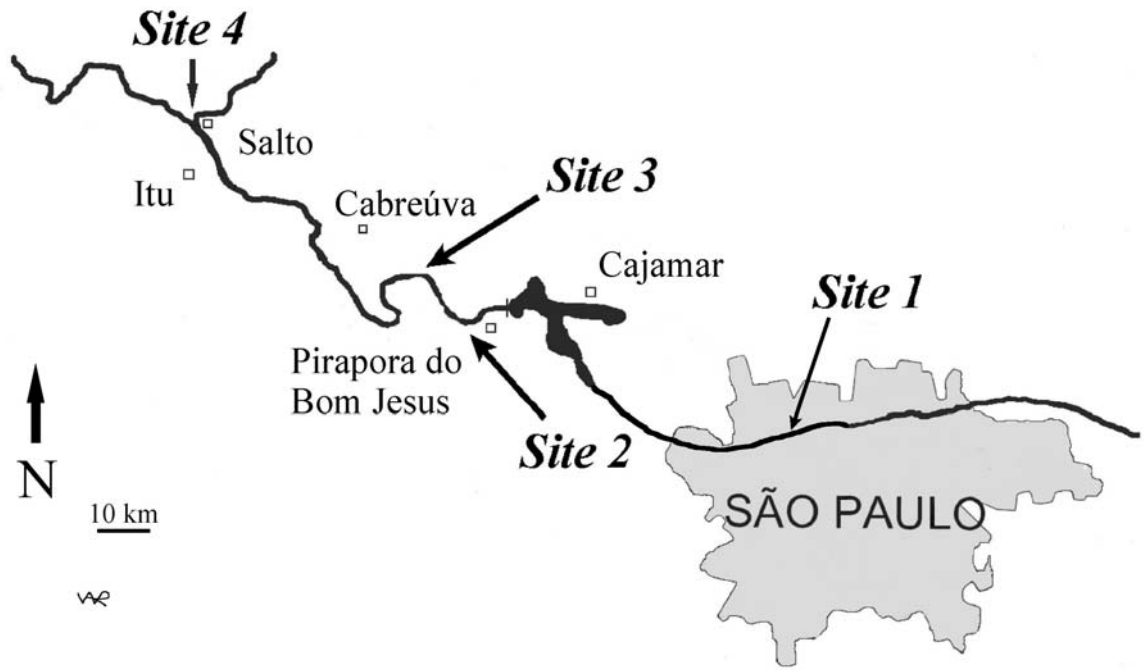 Site 4
Salto
Itu
Cabreúva
Site 3
Cajamar
Site 1
Pirapora do
Bom Jesus
Site 2
N
SÃO PAULO
10 km